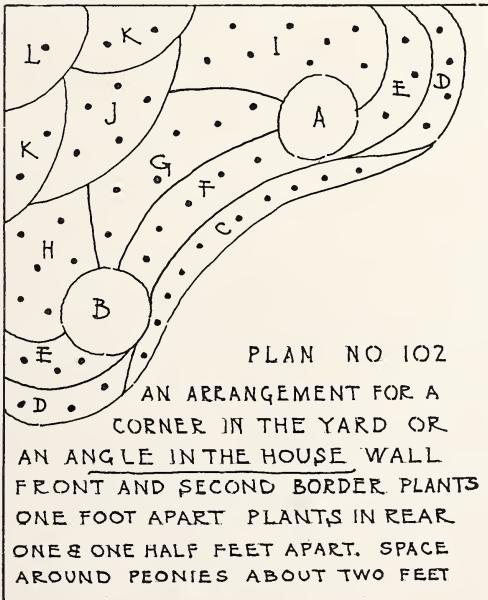 L K I E D
J A
K G F C
H B
E
D
PLAN NO 102
AN ARRANGEMENT FOR A
CORNER IN THE YARD OR
AN ANGLE IN THE HOUSE WALL
FRONT AND SECOND BORDER PLANTS
ONE FOOT APART PLANTS IN REAR
ONE & ONE HALF FEET APART. SPACE
AROUND PEONIES ABOUT TWO FEET